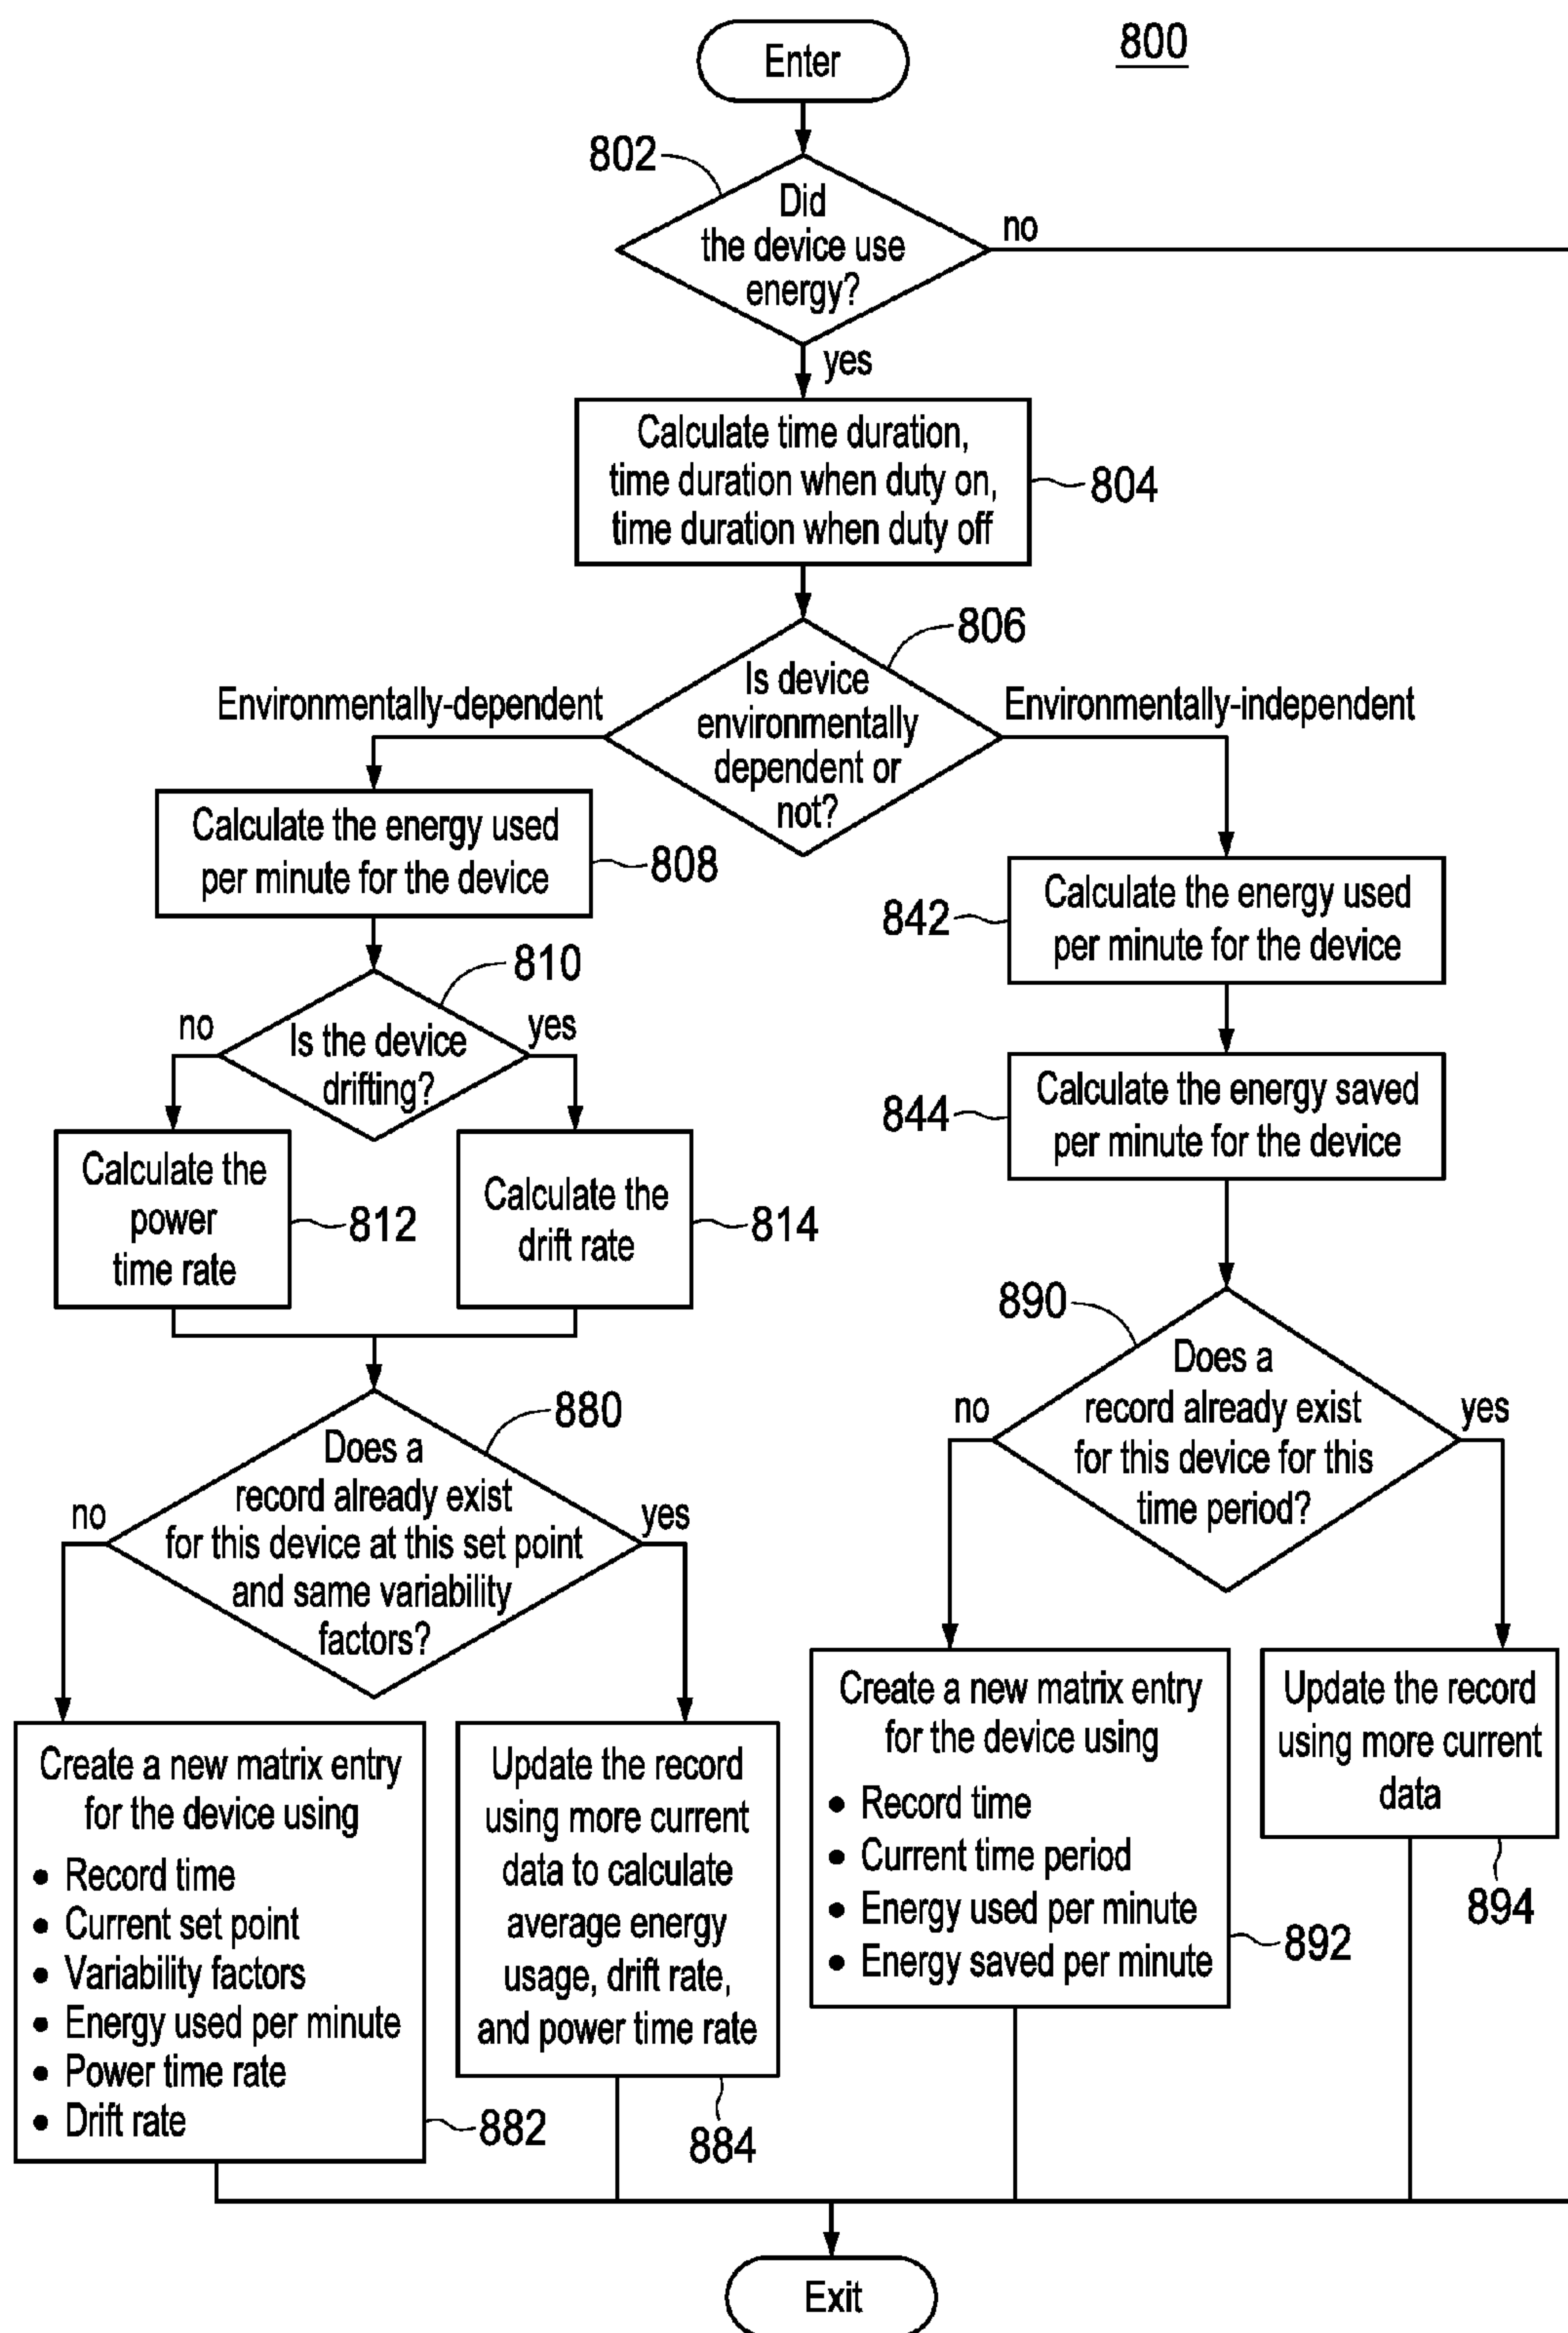 Enter
800
802
Did
the device use
energy?
no
yes
Calculate time duration,
time duration when duty on,
time duration when duty off
804
806
Is device
environmentally
dependent or
not?
Environmentally-dependent
Environmentally-independent
Calculate the energy used
per minute for the device
808
842
Calculate the energy used
per minute for the device
810
no
Is the device
drifting?
yes
844
Calculate the energy saved
per minute for the device
Calculate the
power
time rate
812
Calculate the
drift rate
814
890
Does a
record already exist
for this device for this
time period?
no
yes
880
Does a
record already exist
for this device at this set point
and same variability
factors?
no
yes
Create a new matrix entry
for the device using
• Record time
• Current set point
• Variability factors
• Energy used per minute
• Power time rate
• Drift rate
882
Update the record
using more current
data to calculate
average energy
usage, drift rate,
and power time rate
884
Create a new matrix entry
for the device using
• Record time
• Current time period
• Energy used per minute
• Energy saved per minute
892
Update the record
using more current
data
894
Exit